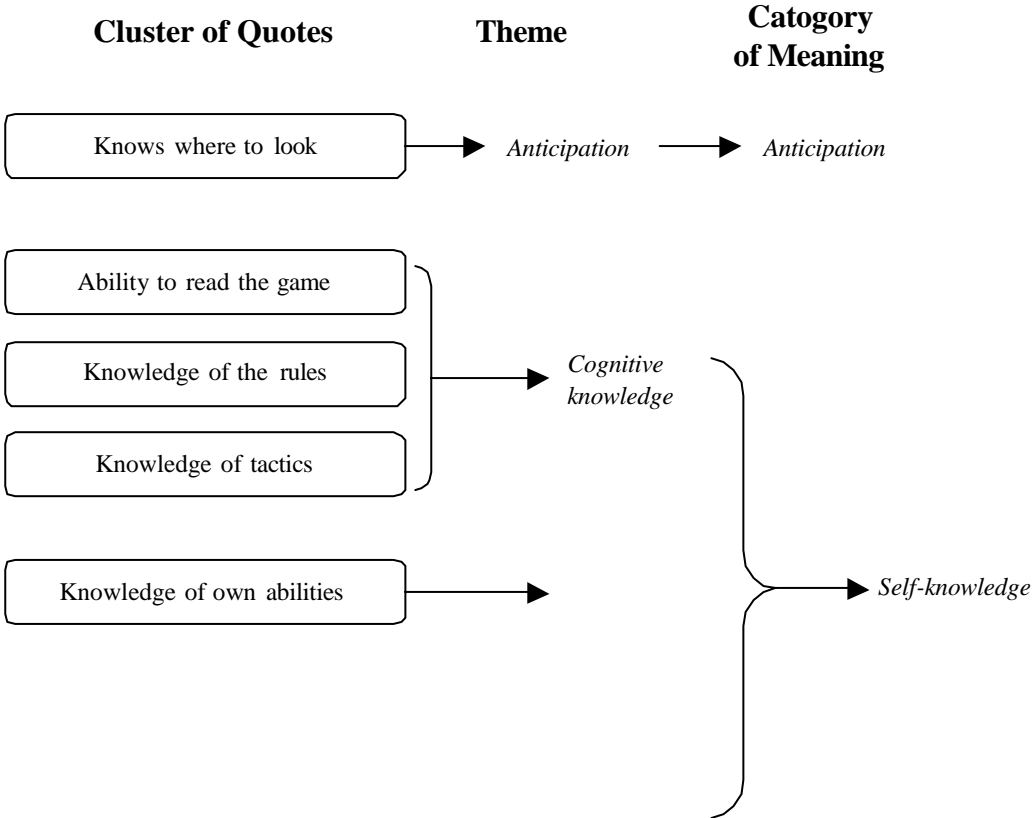 Cluster of Quotes
Theme
Catogory
of Meaning
Knows where to look
Anticipation
Anticipation
Ability to read the game
Knowledge of the rules
Knowledge of tactics
Cognitive
knowledge
Knowledge of own abilities
Self-knowledge